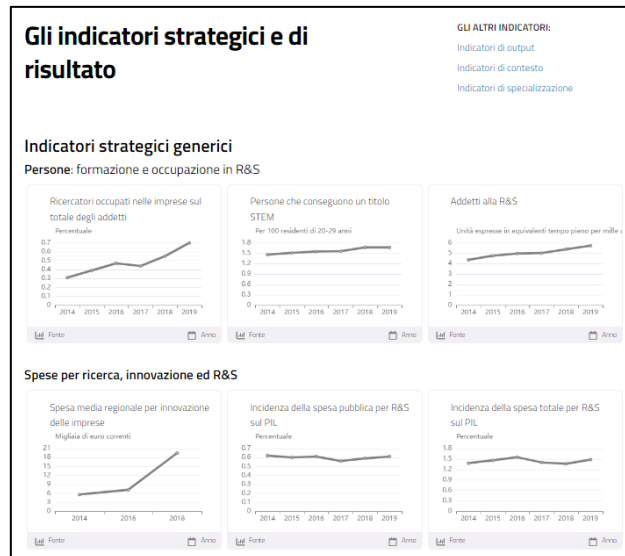 Gli indicatori strategici e di
risultato
GLI ALTRI INDICATORI:
Indicatori di output
Indicatori di contesto
Indicatori di specializzazione
Indicatori strategici generici
Persone: formazione e occupazione in R&S
Ricercatori occupati nelle imprese sul
totale degli addetti
Percentuale
0.7
0.6
0.5
0.4
0.3
0.2
0.1
0
2014 2015 2016 2017 2018 2019
Fonte Anno
Persone che conseguono un titolo
STEM
Per 100 residenti di 20-29 anni
1.8
1.5
1.2
0.9
0.6
0.3
0
2014 2015 2016 2017 2018 2019
Fonte Anno
Addetti alla R&S
Unità espresse in equivalenti tempo pieno per mille a
6
5
4
3
2
1
0
2014 2015 2016 2017 2018 2019
Fonte Anno
Spese per ricerca, innovazione ed R&S
Spesa media regionale per innovazione
delle imprese
Migliaia di euro correnti
21
18
15
12
9
6
3
0
2014 2016 2018
Fonte Anno
Incidenza della spesa pubblica per R&S
sul PIL
Percentuale
0.7
0.6
0.5
0.4
0.3
0.2
0.1
0
2014 2015 2016 2017 2018 2019
Fonte Anno
Incidenza della spesa totale per R&S
sul PIL
Percentuale
1.8
1.5
1.2
0.9
0.6
0.3
0
2014 2015 2016 2017 2018 2019
Fonte Anno